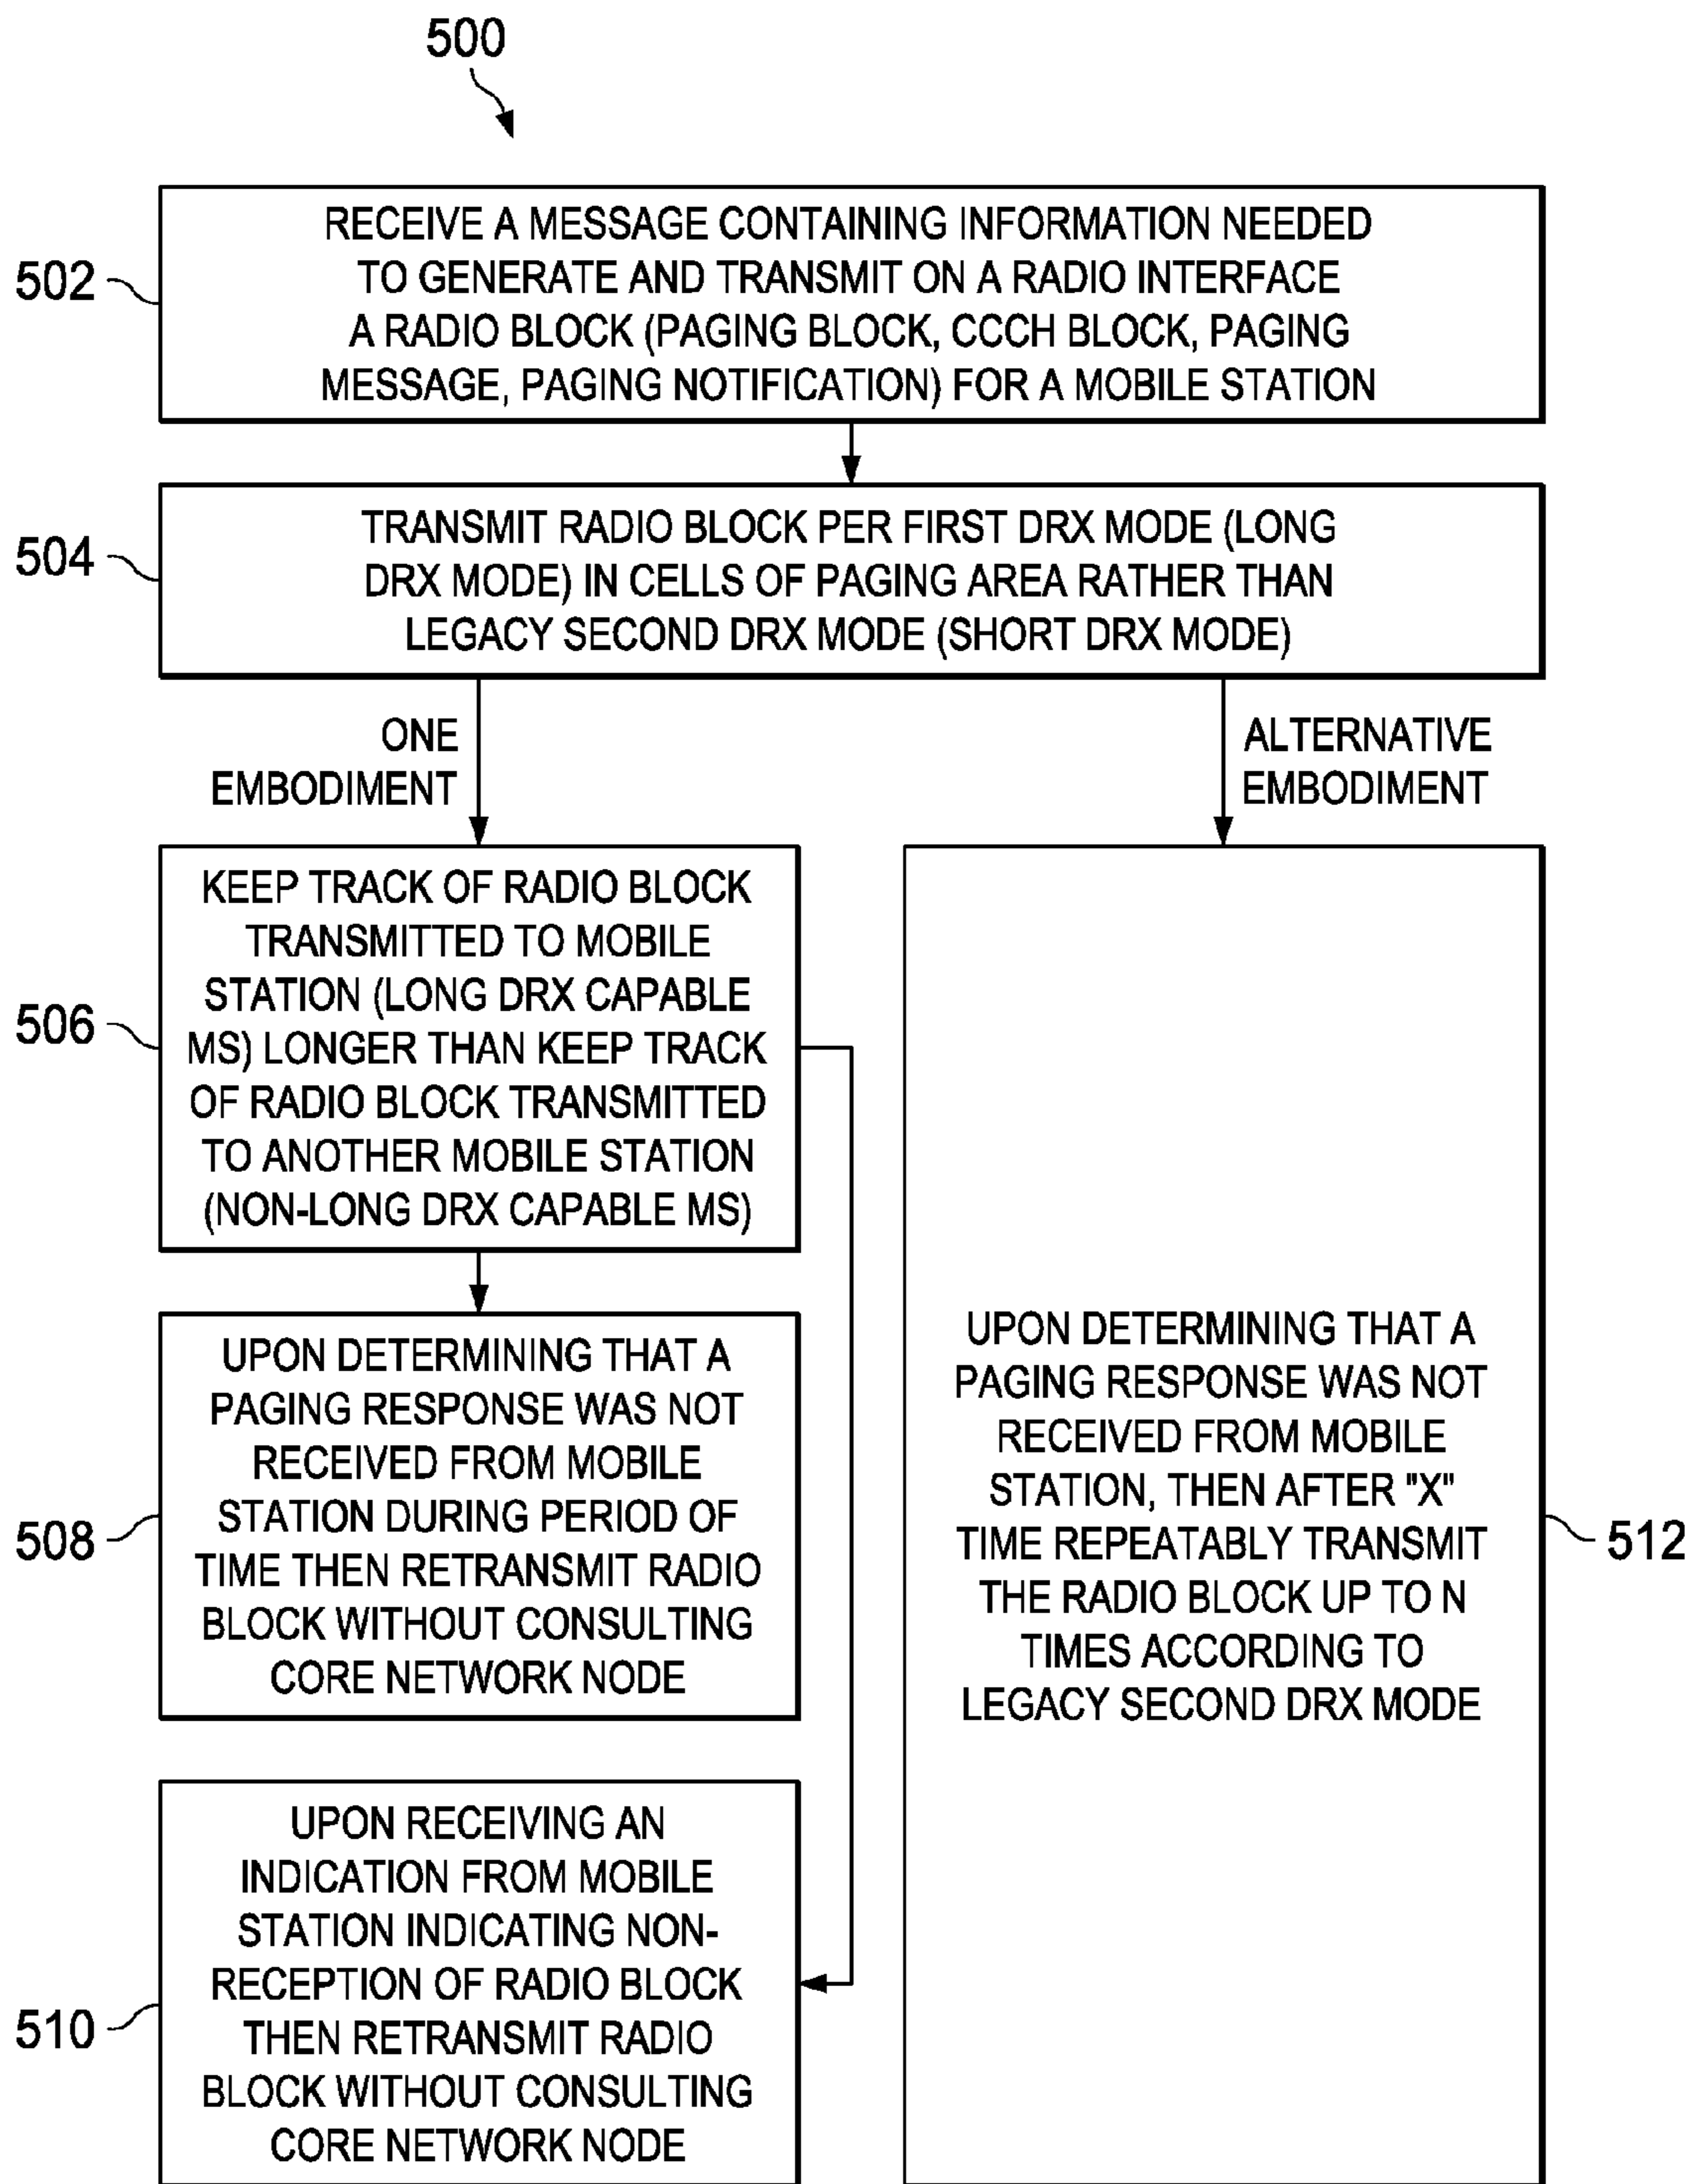 500
502
RECEIVE A MESSAGE CONTAINING INFORMATION NEEDED
TO GENERATE AND TRANSMIT ON A RADIO INTERFACE
A RADIO BLOCK (PAGING BLOCK, CCCH BLOCK, PAGING
MESSAGE, PAGING NOTIFICATION) FOR A MOBILE STATION
504
TRANSMIT RADIO BLOCK PER FIRST DRX MODE (LONG
DRX MODE) IN CELLS OF PAGING AREA RATHER THAN
LEGACY SECOND DRX MODE (SHORT DRX MODE)
ONE
EMBODIMENT
ALTERNATIVE
EMBODIMENT
506
KEEP TRACK OF RADIO BLOCK
TRANSMITTED TO MOBILE
STATION (LONG DRX CAPABLE
MS) LONGER THAN KEEP TRACK
OF RADIO BLOCK TRANSMITTED
TO ANOTHER MOBILE STATION
(NON-LONG DRX CAPABLE MS)
508
UPON DETERMINING THAT A
PAGING RESPONSE WAS NOT
RECEIVED FROM MOBILE
STATION DURING PERIOD OF
TIME THEN RETRANSMIT RADIO
BLOCK WITHOUT CONSULTING
CORE NETWORK NODE
510
UPON RECEIVING AN
INDICATION FROM MOBILE
STATION INDICATING NON-
RECEPTION OF RADIO BLOCK
THEN RETRANSMIT RADIO
BLOCK WITHOUT CONSULTING
CORE NETWORK NODE
UPON DETERMINING THAT A
PAGING RESPONSE WAS NOT
RECEIVED FROM MOBILE
STATION, THEN AFTER "X"
TIME REPEATABLY TRANSMIT
THE RADIO BLOCK UP TO N
TIMES ACCORDING TO
LEGACY SECOND DRX MODE
512